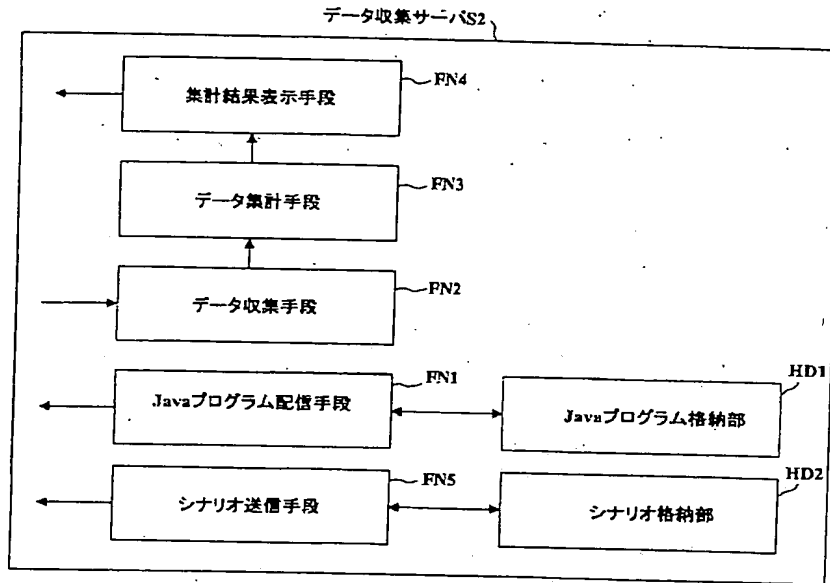 データ収集サーバS2
集計結果表示手段
FN4
データ集計手段
FN3
データ収集手段
FN2
Javaプログラム配信手段
FN1
Javaプログラム格納部
HD1
シナリオ送信手段
FN5
シナリオ格納部
HD2